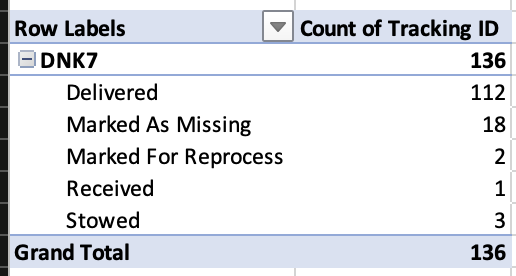 Row Labels Count of Tracking ID
DNK7 136
Delivered 112
Marked As Missing 18
Marked For Reprocess 2
Received 1
Stowed 3
Grand Total 136